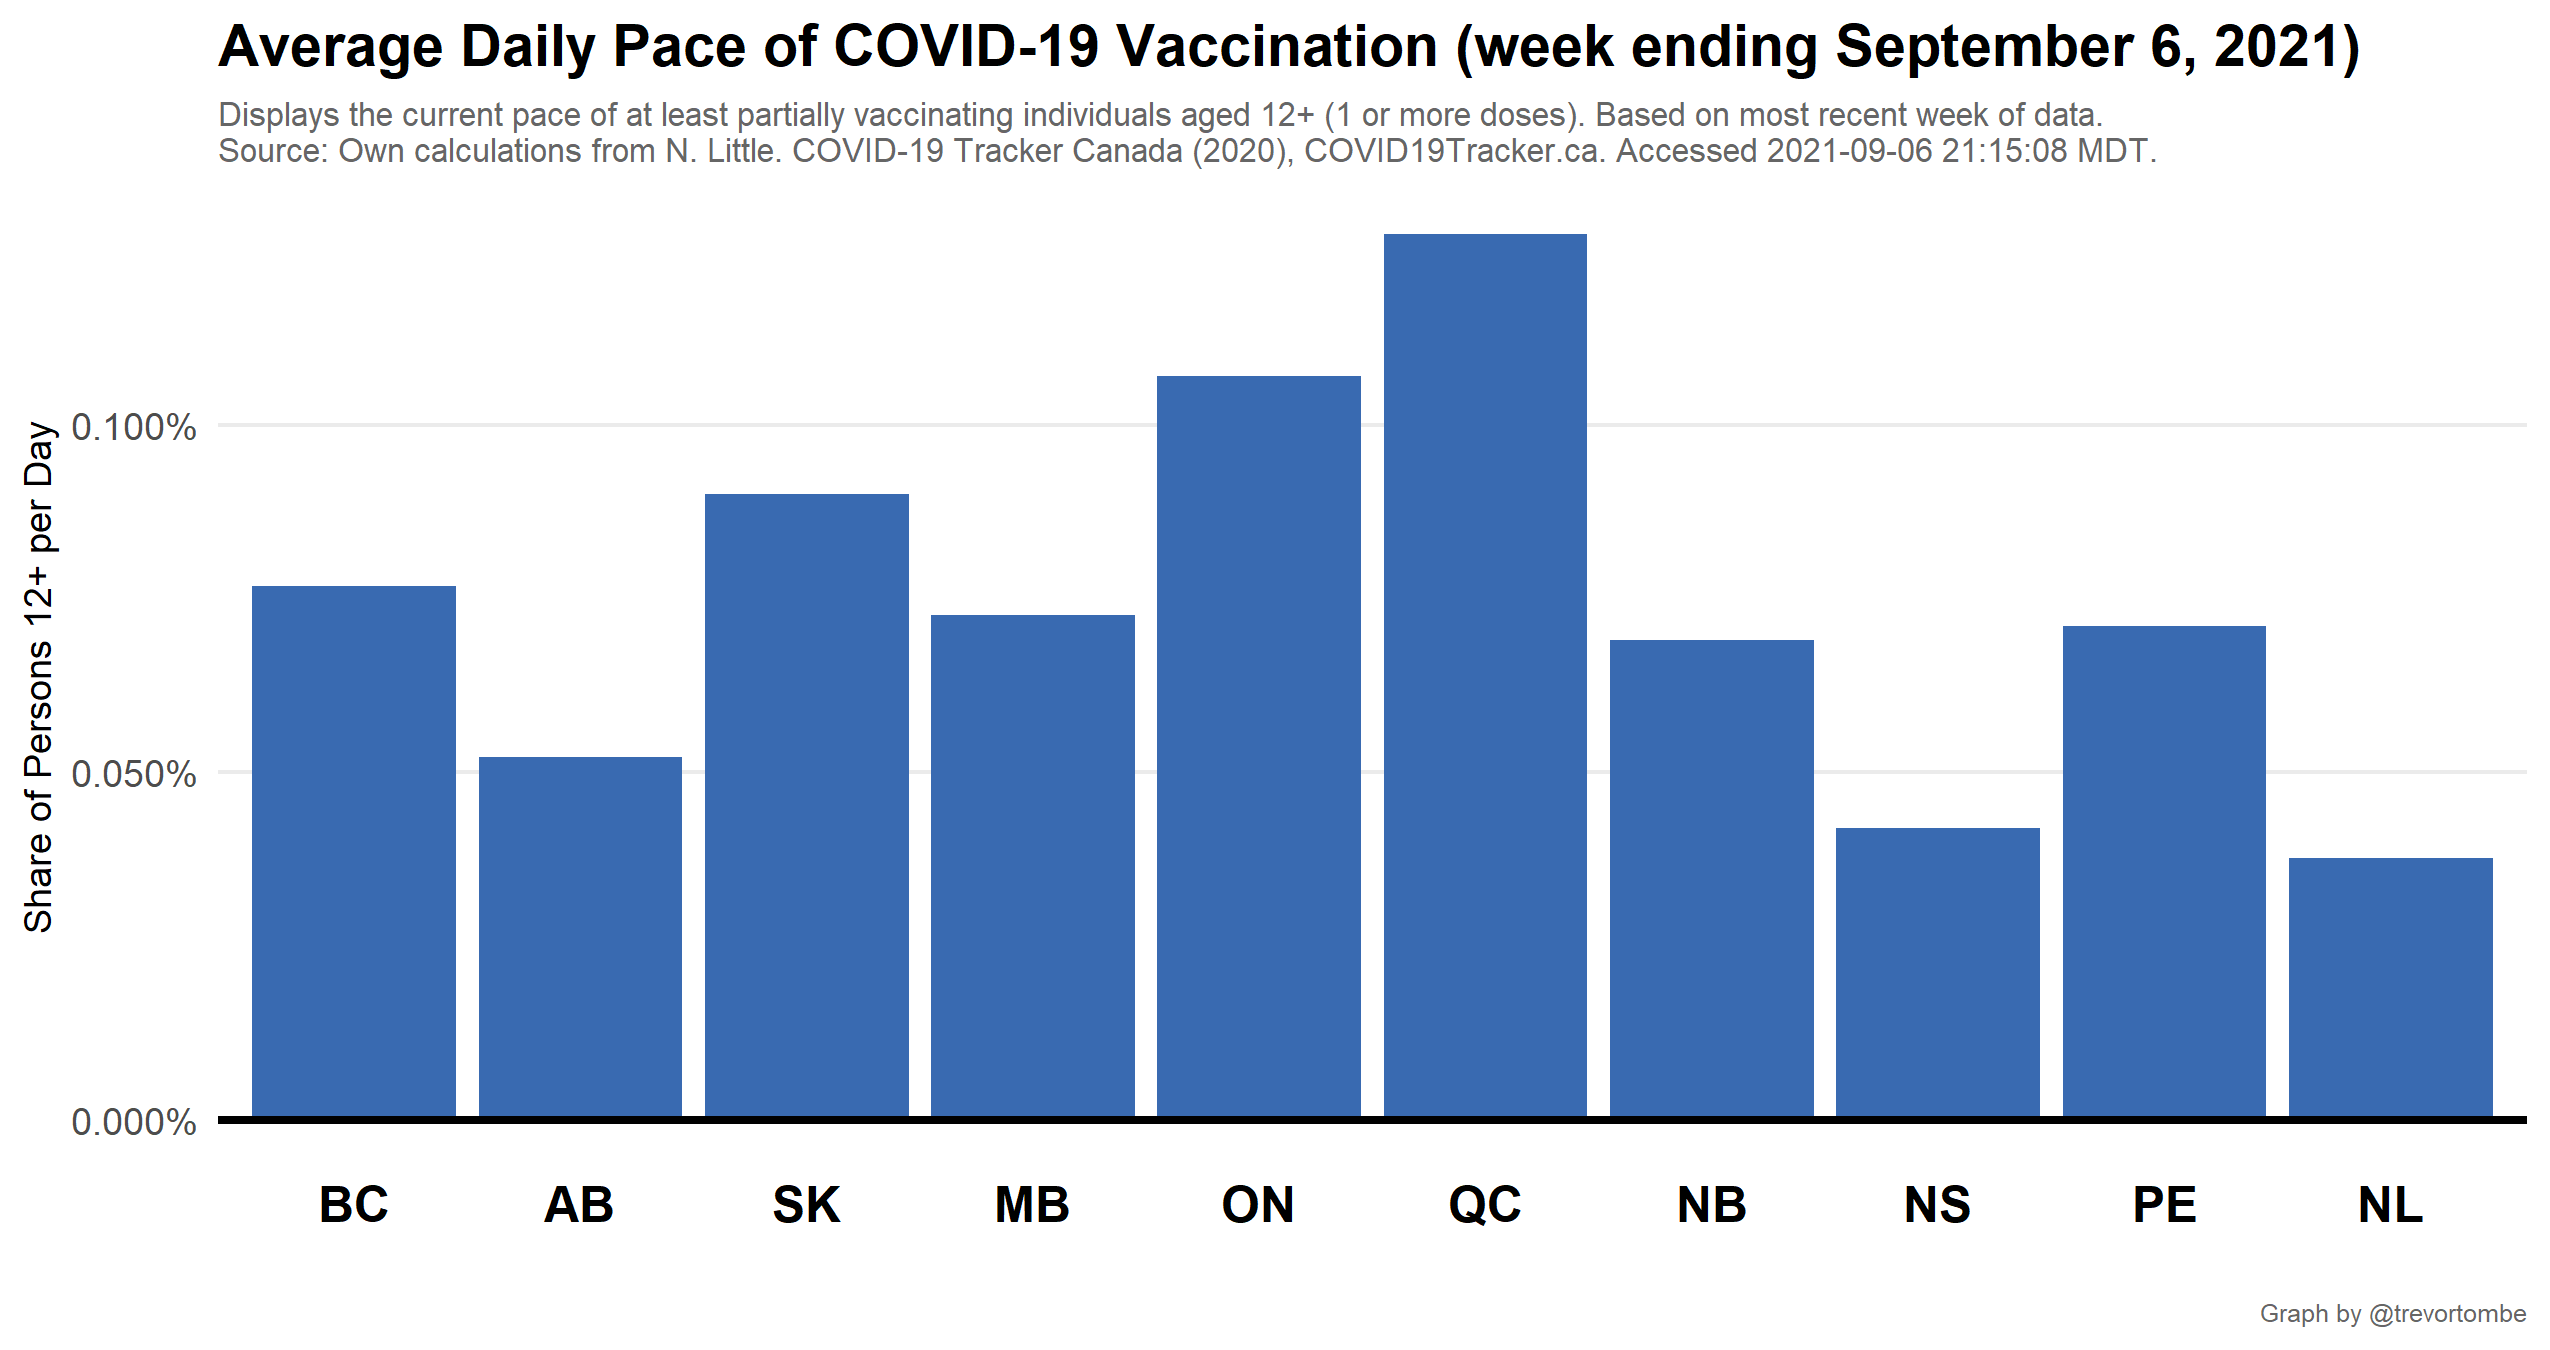 Average Daily Pace of COVID-19 Vaccination (week ending September 6, 2021)
Displays the current pace of at least partially vaccinating individuals aged 12+ (1 or more doses). Based on most recent week of data.
Source: Own calculations from N. Little. COVID-19 Tracker Canada (2020), COVID19Tracker.ca. Accessed 2021-09-06 21:15:08 MDT.
Share of Persons 12+ per Day
0.100%
0.050%
0.000%
BC AB SK MB ON QC NB NS PE NL
Graph by @trevortombe